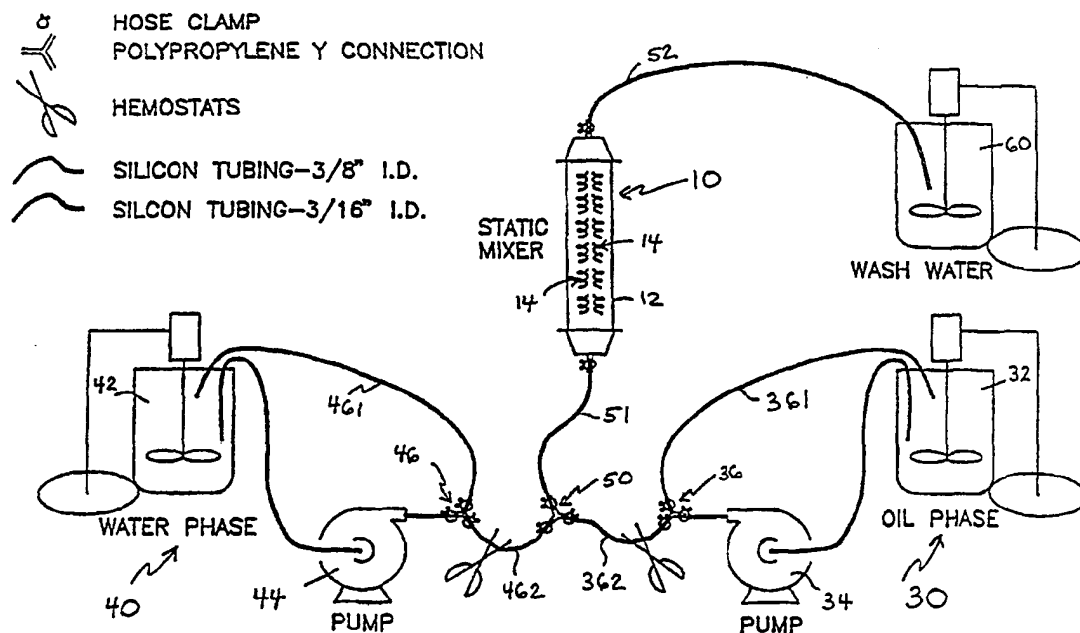 HOSE CLAMP
POLYPROPYLENE Y CONNECTION
HEMOSTATS
SILICON TUBING-3/8" I.D.
SILCON TUBING-3/16" I.D.
52
60
10
STATIC
MIXER
14
14
12
WASH WATER
42
461
51
361
32
46
50
36
WATER PHASE
OIL PHASE
40
44
462
362
34
30
PUMP
PUMP